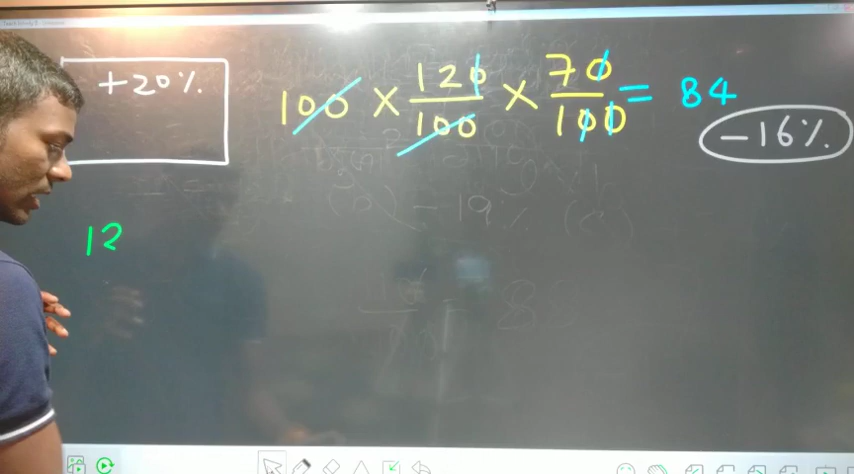 +20%
100 × 120/100 × 70/100 = 84
-16%
12